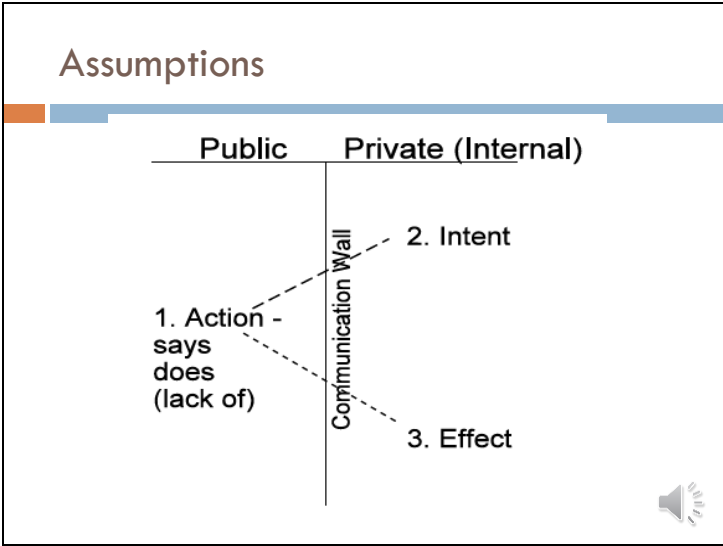 Assumptions
Public Private (Internal)
2. Intent
Communication Wall
1. Action -
says
does
(lack of)
3. Effect